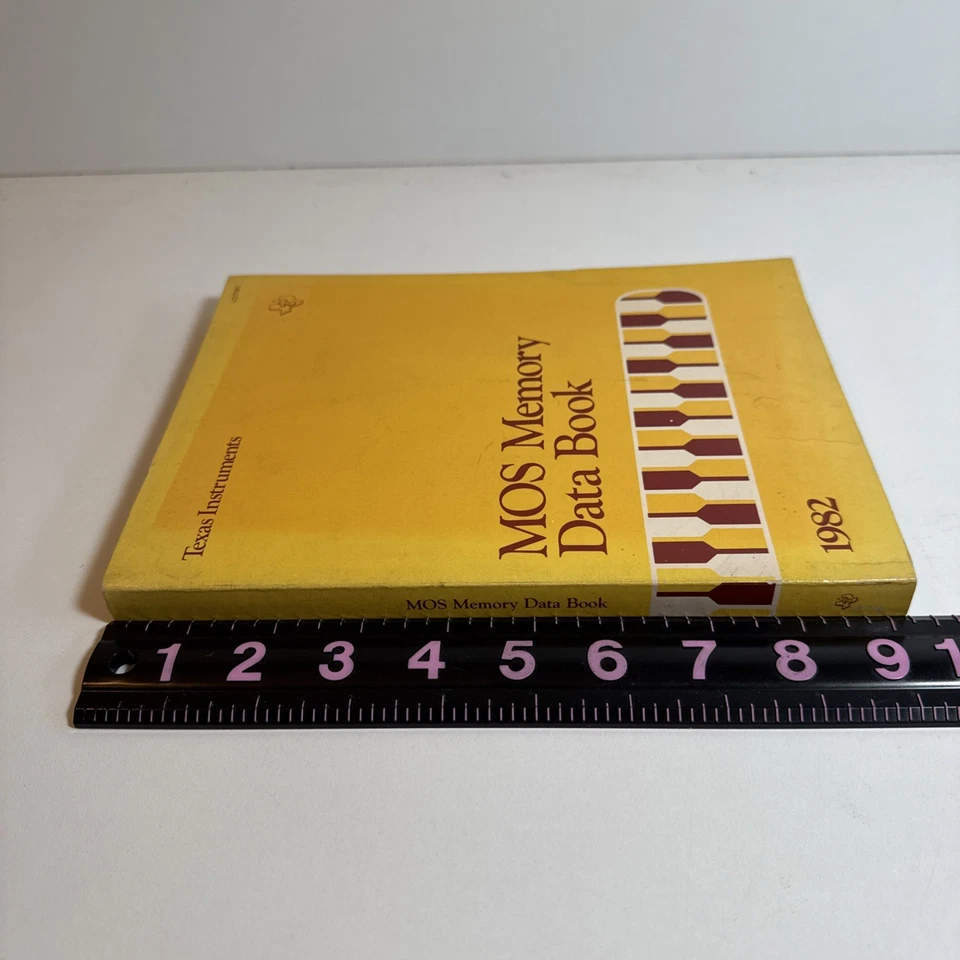 Texas Instruments
MOS Memory
Data Book
1982
MOS Memory Data Book
1 2 3 4 5 6 7 8 9 1